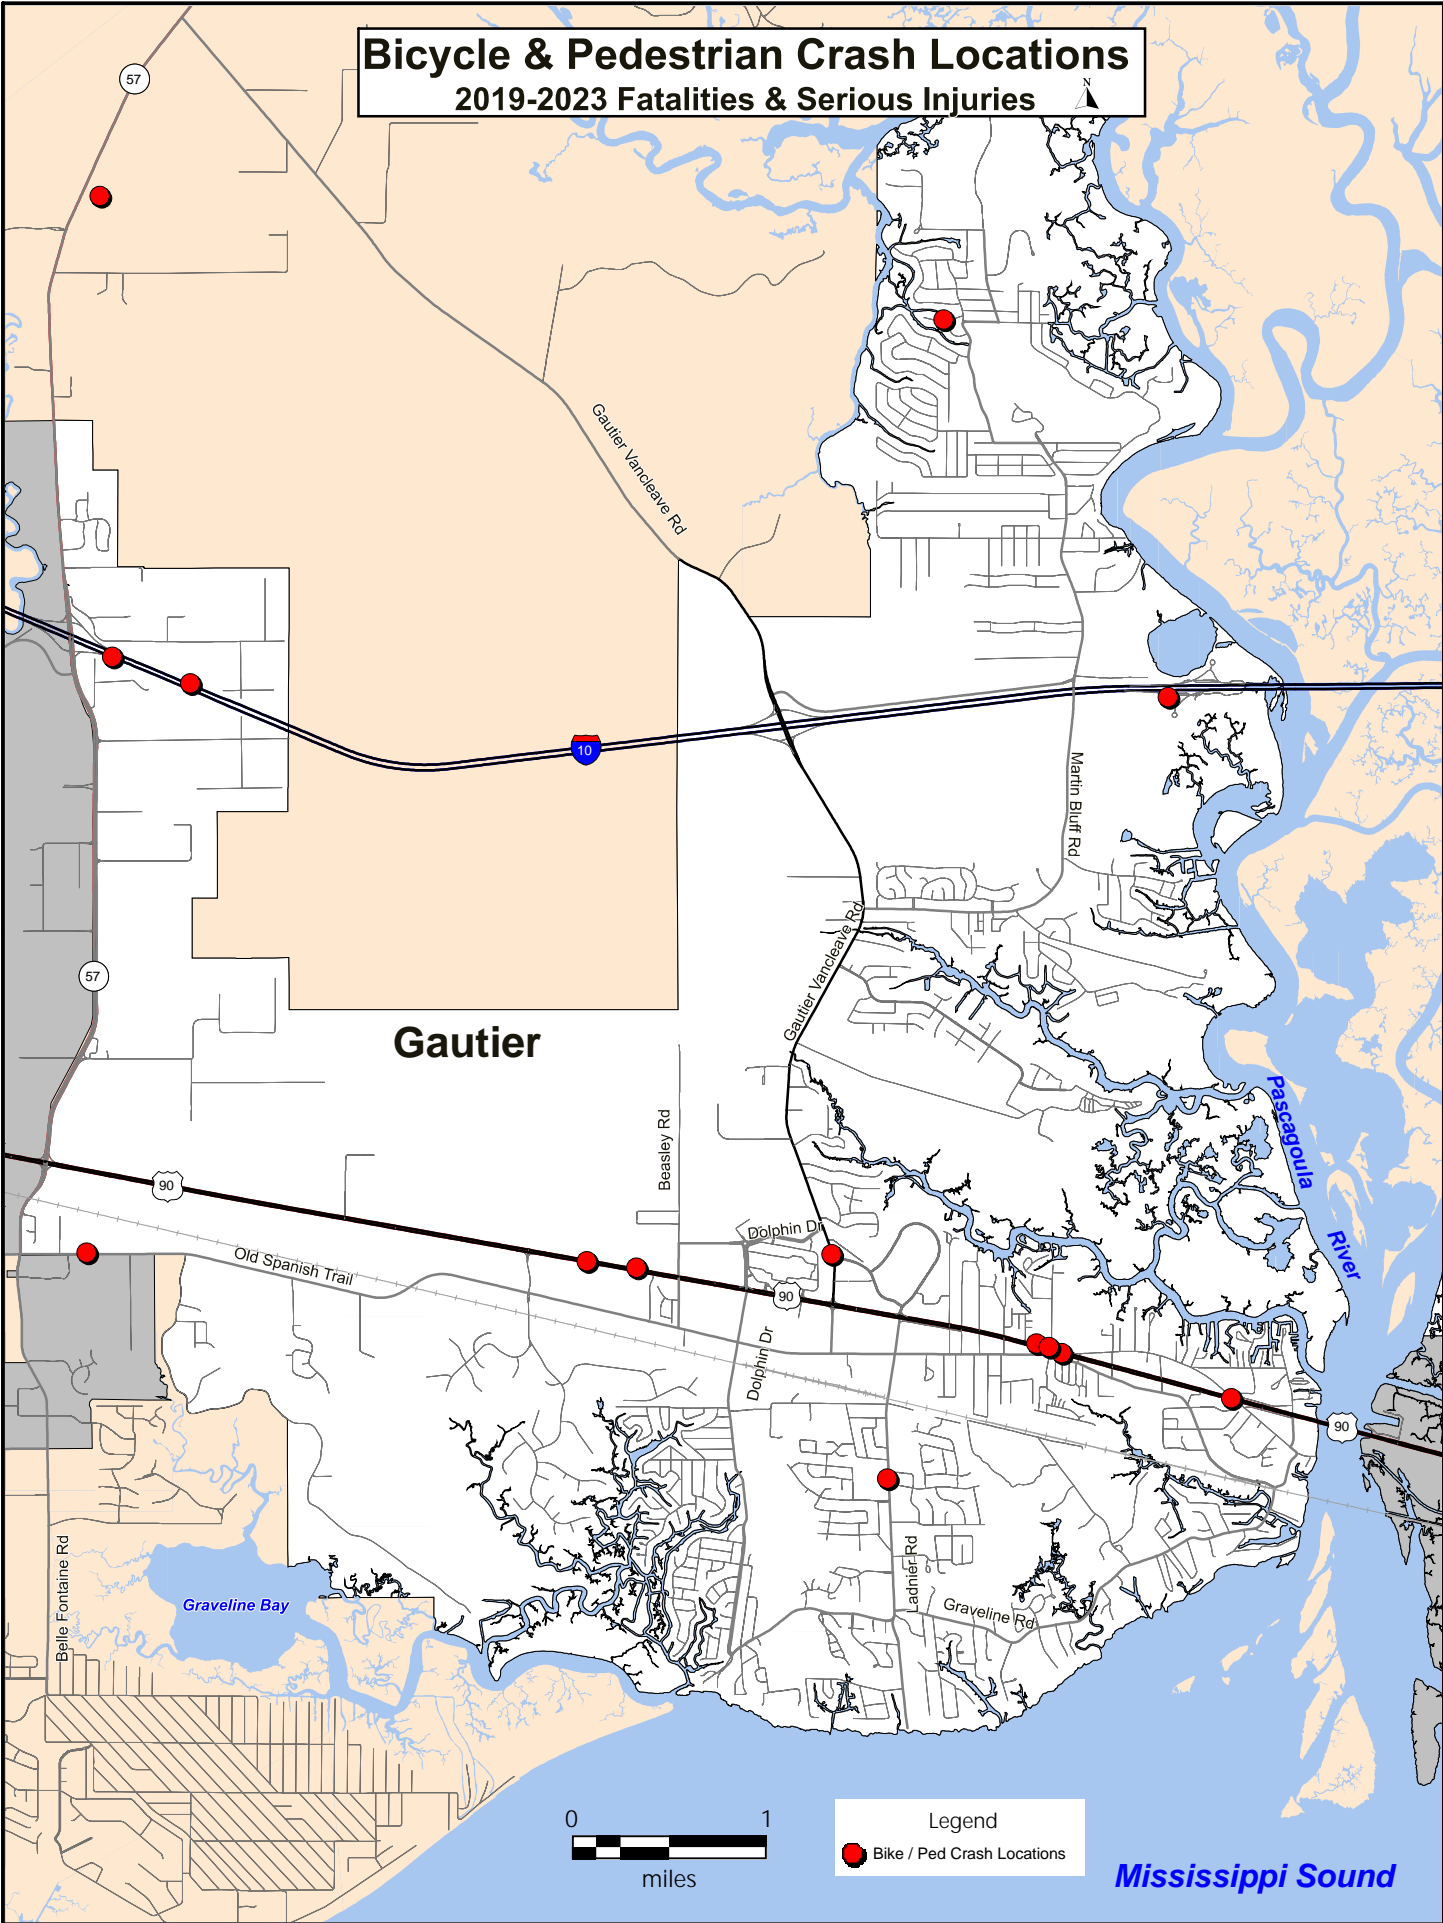 Bicycle & Pedestrian Crash Locations
2019-2023 Fatalities & Serious Injuries
N
57
Gautier Vancleave Rd
10
Martin Bluff Rd
Gautier Vancleave Rd
57
Gautier
Pascagoula
River
Beasley Rd
90
Dolphin Dr
Old Spanish Trail
90
Dolphin Dr
90
Belle Fontaine Rd
Ladnier Rd
Graveline Bay
Graveline Rd
0 1
miles
Legend
Bike / Ped Crash Locations
Mississippi Sound